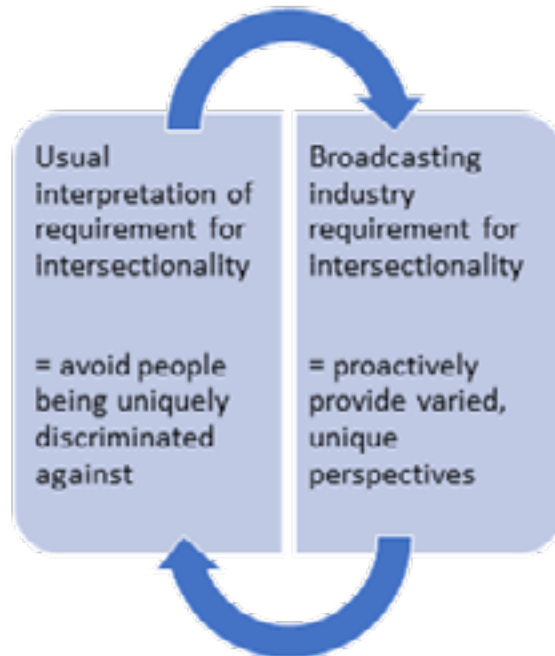 Usual
interpretation of
requirement for
intersectionality
= avoid people
being uniquely
discriminated
against
Broadcasting
industry
requirement for
intersectionality
= proactively
provide varied,
unique
perspectives